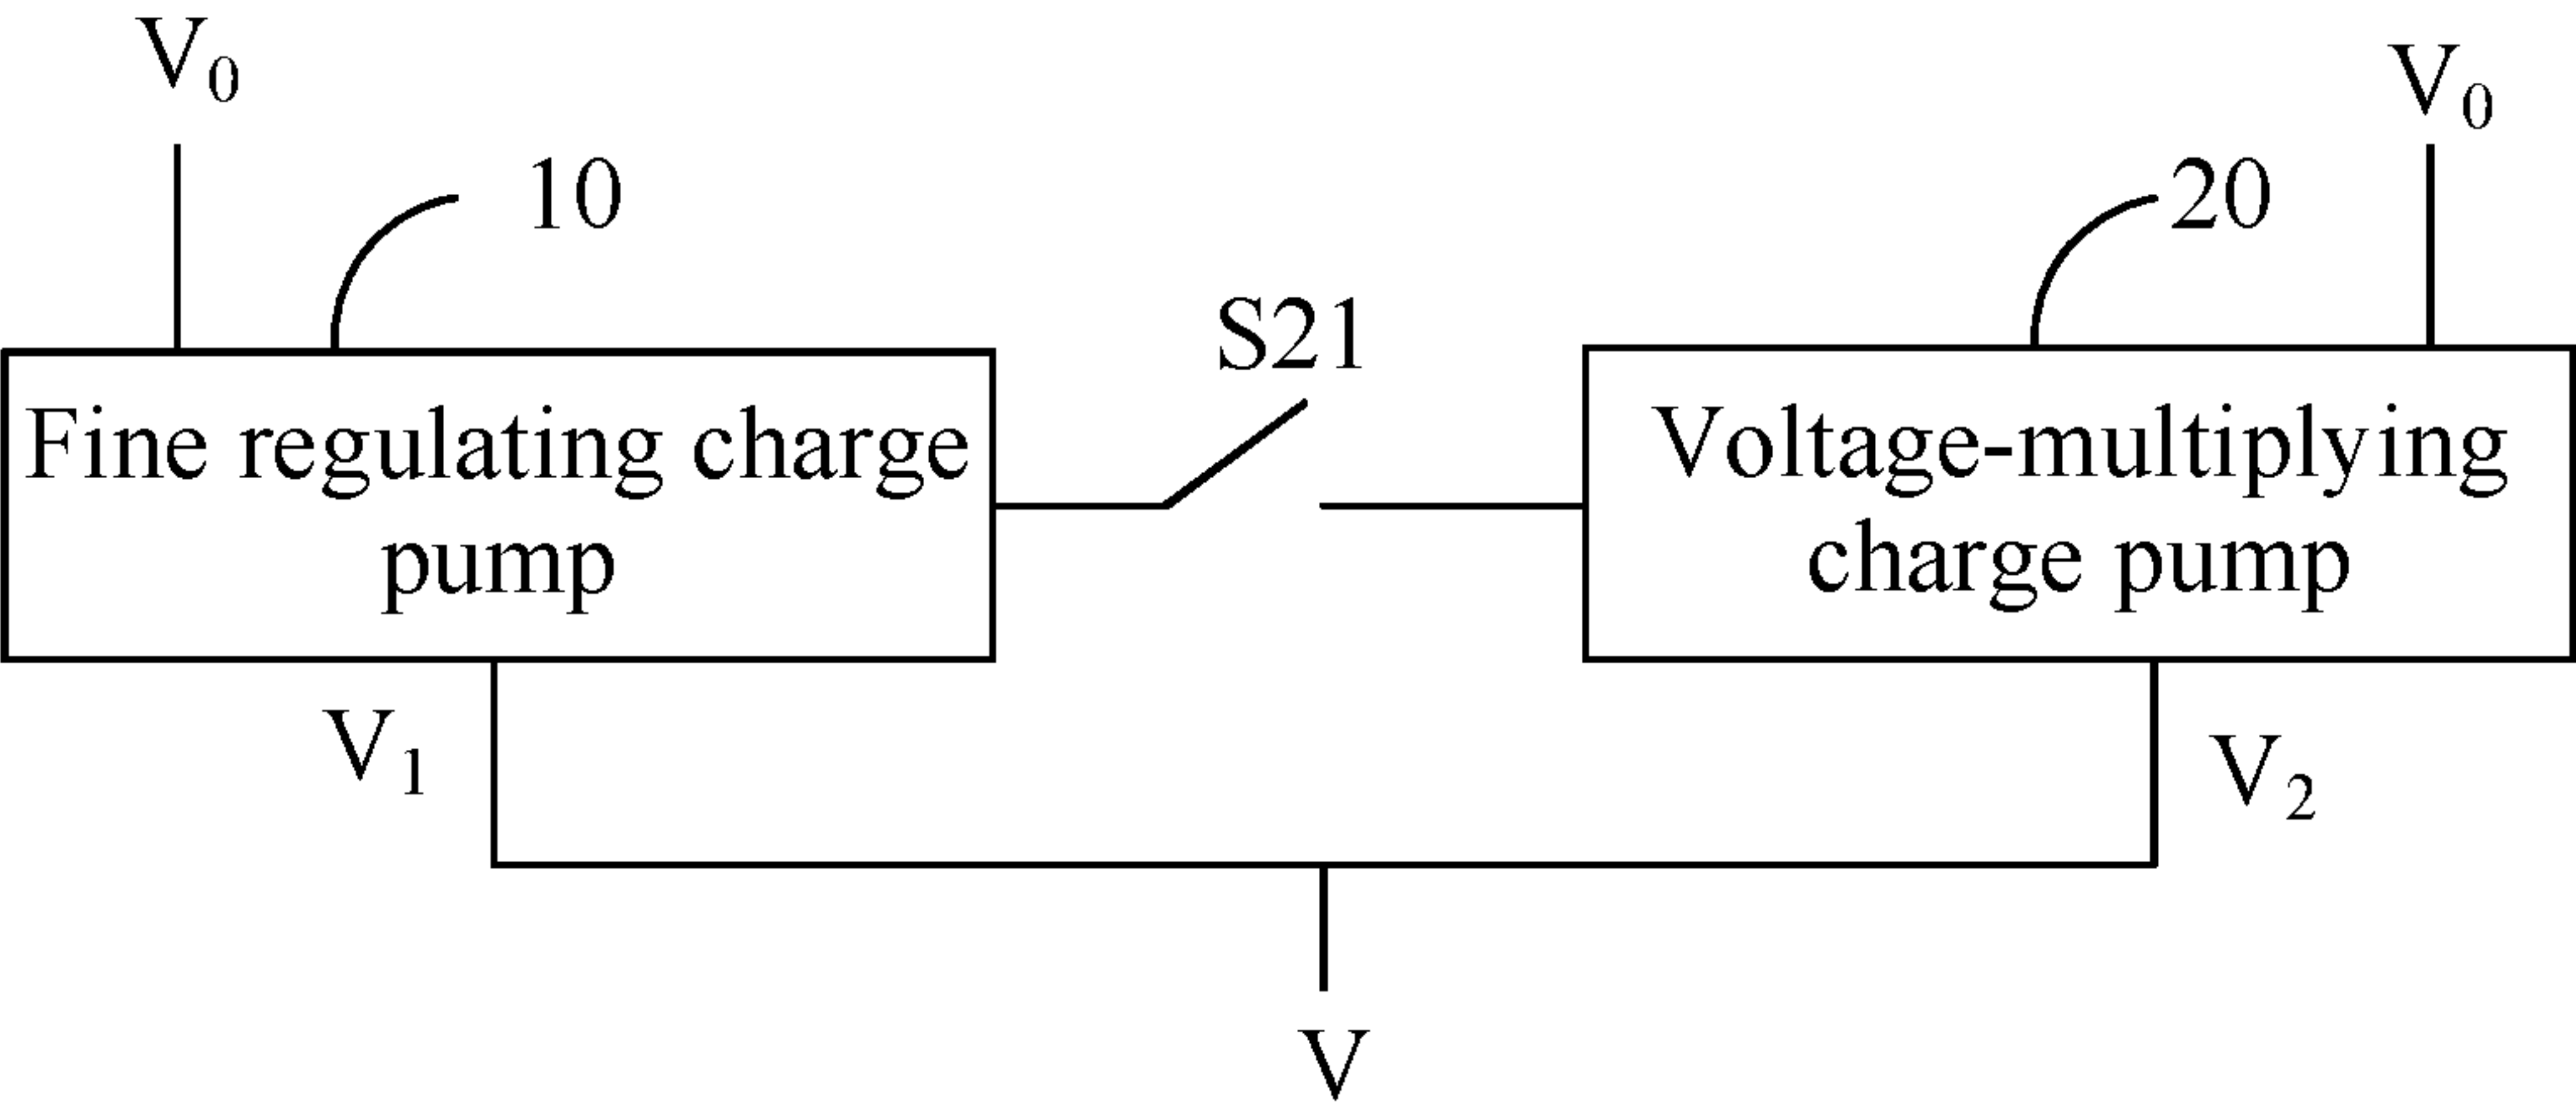 V0
V0
10
20
S21
Fine regulating charge
pump
Voltage-multiplying
charge pump
V1
V2
V